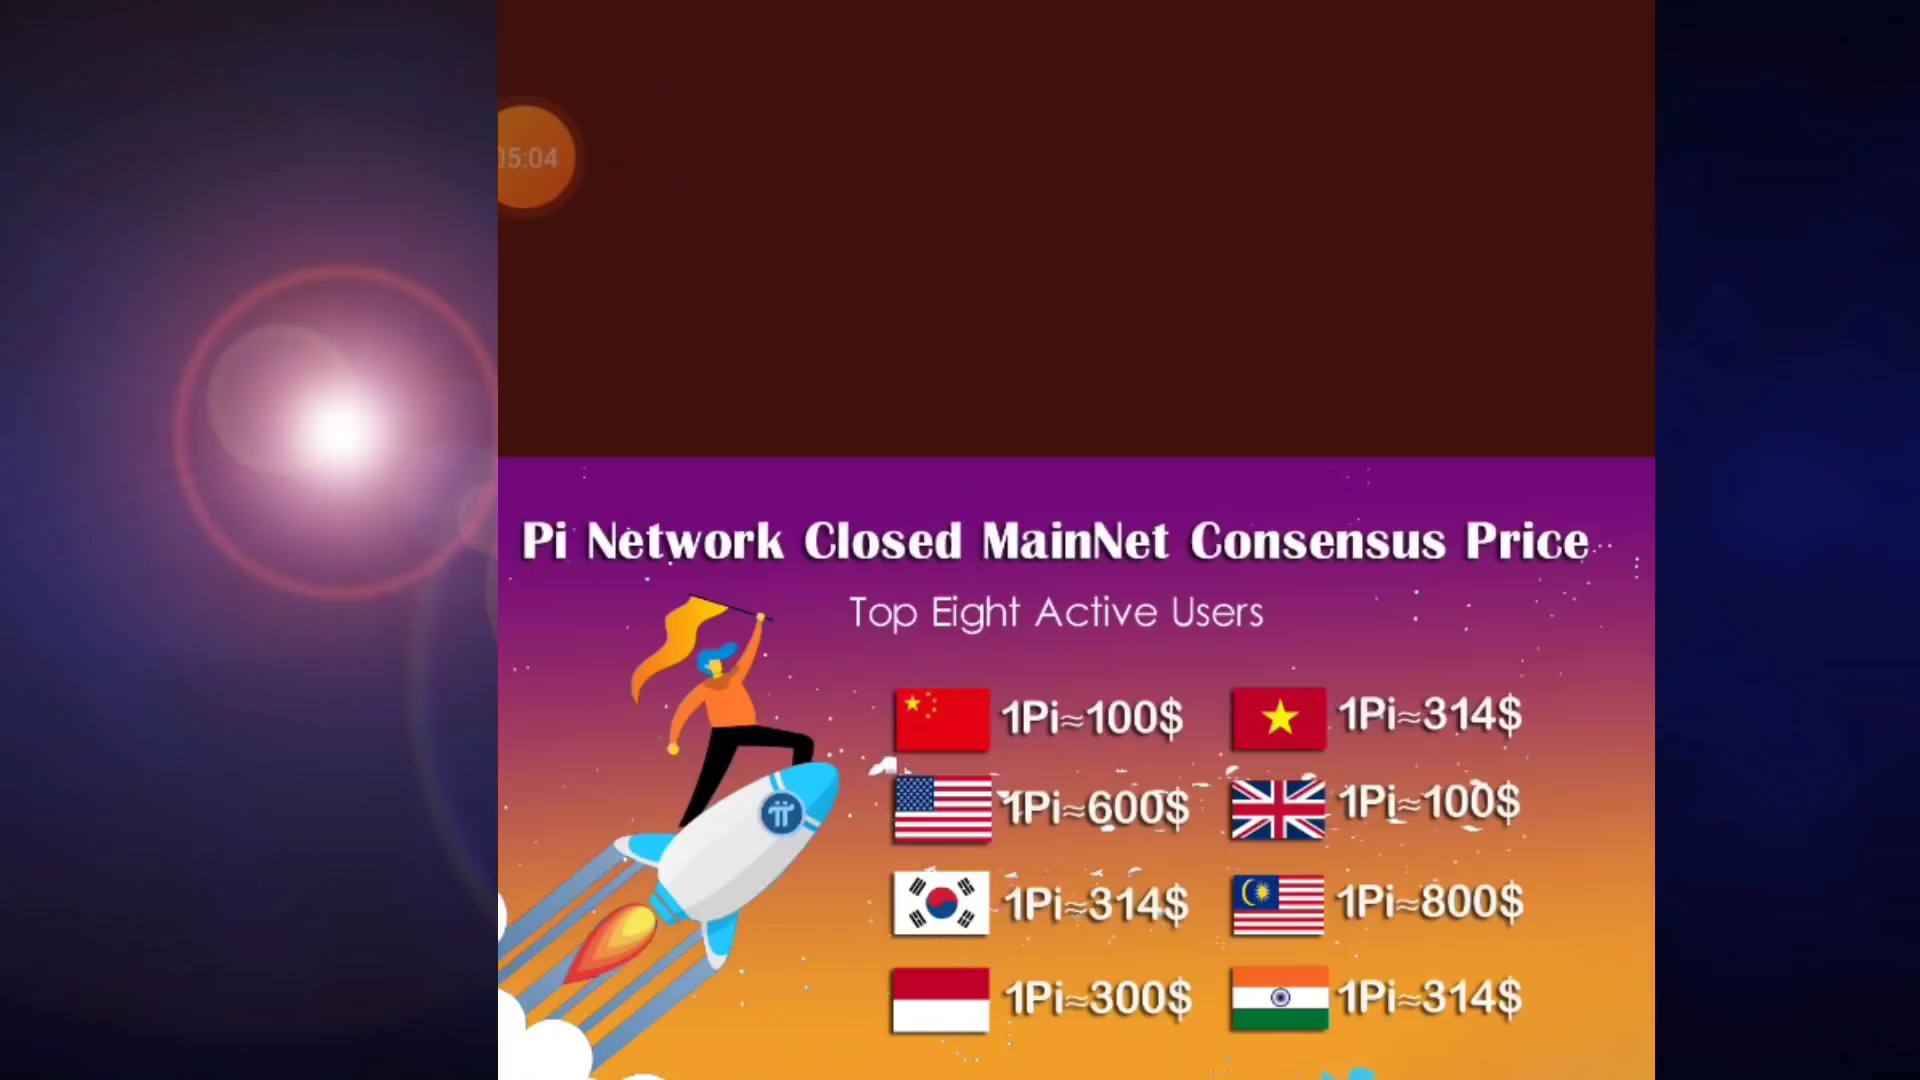 05:04
Pi Network Closed MainNet Consensus Price
Top Eight Active Users
1Pi≈100$ 1Pi≈314$
1Pi≈600$ 1Pi≈100$
1Pi≈314$ 1Pi≈800$
1Pi≈300$ 1Pi≈314$